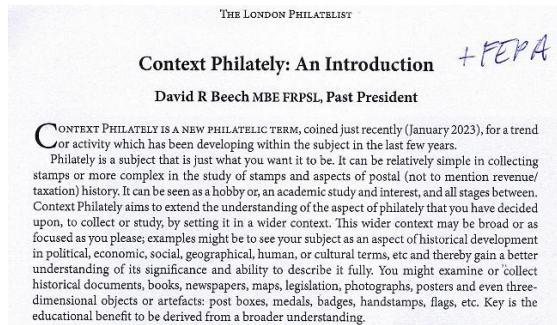 THE LONDON PHILATELIST
+FEPA
Context Philately: An Introduction
David R Beech MBE FRPSL, Past President
CONTEXT PHILATELY IS A NEW PHILATELIC TERM, coined just recently (January 2023), for a trend
or activity which has been developing within the subject in the last few years.
Philately is a subject that is just what you want it to be. It can be relatively simple in collecting
stamps or more complex in the study of stamps and aspects of postal (not to mention revenue/
taxation) history. It can be seen as a hobby or, an academic study and interest, and all stages between.
Context Philately aims to extend the understanding of the aspect of philately that you have decided
upon, to collect or study, by setting it in a wider context. This wider context may be broad or as
focused as you please; examples might be to see your subject as an aspect of historical development
in political, economic, social, geographical, human, or cultural terms, etc and thereby gain a better
understanding of its significance and ability to describe it fully. You might examine or collect
historical documents, books, newspapers, maps, legislation, photographs, posters and even three-
dimensional objects or artefacts: post boxes, medals, badges, handstamps, flags, etc. Key is the
educational benefit to be derived from a broader understanding.